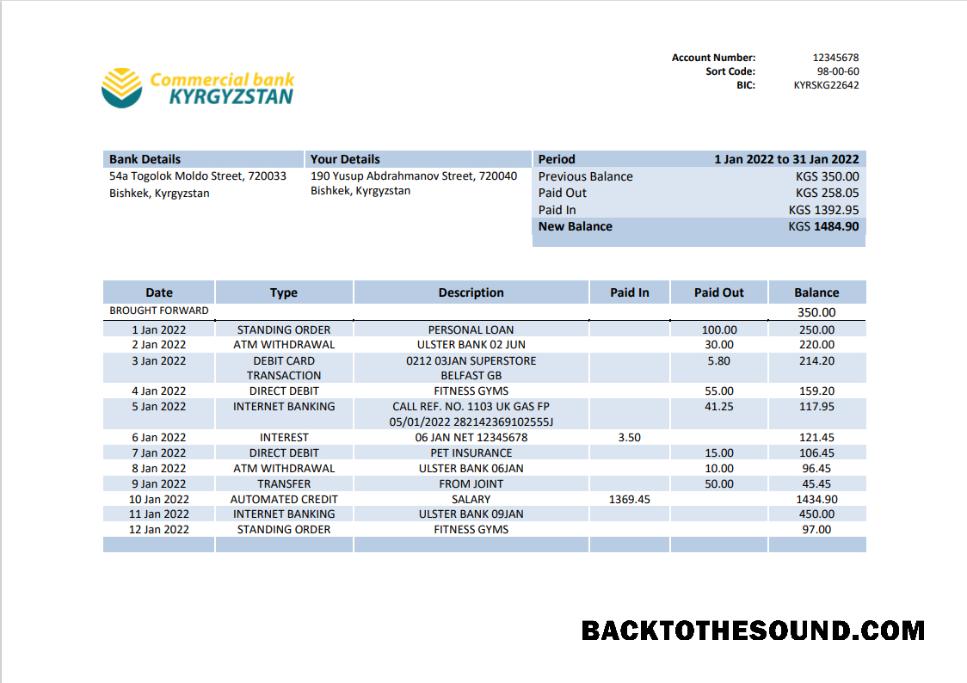 Commercial bank
KYRGYZSTAN
Account Number: 12345678
Sort Code: 98-00-60
BIC: KYRSKG22642
Bank Details
54a Togolok Moldo Street, 720033
Bishkek, Kyrgyzstan
Your Details
190 Yusup Abdrahmanov Street, 720040
Bishkek, Kyrgyzstan
Period 1 Jan 2022 to 31 Jan 2022
Previous Balance KGS 350.00
Paid Out KGS 258.05
Paid In KGS 1392.95
New Balance KGS 1484.90
Date Type Description Paid In Paid Out Balance
BROUGHT FORWARD 350.00
1 Jan 2022 STANDING ORDER PERSONAL LOAN 100.00 250.00
2 Jan 2022 ATM WITHDRAWAL ULSTER BANK 02 JUN 30.00 220.00
3 Jan 2022 DEBIT CARD 0212 03JAN SUPERSTORE 5.80 214.20
TRANSACTION BELFAST GB
4 Jan 2022 DIRECT DEBIT FITNESS GYMS 55.00 159.20
5 Jan 2022 INTERNET BANKING CALL REF. NO. 1103 UK GAS FP 41.25 117.95
05/01/2022 282142369102555J
6 Jan 2022 INTEREST 06 JAN NET 12345678 3.50 121.45
7 Jan 2022 DIRECT DEBIT PET INSURANCE 15.00 106.45
8 Jan 2022 ATM WITHDRAWAL ULSTER BANK 06JAN 10.00 96.45
9 Jan 2022 TRANSFER FROM JOINT 50.00 45.45
10 Jan 2022 AUTOMATED CREDIT SALARY 1369.45 1434.90
11 Jan 2022 INTERNET BANKING ULSTER BANK 09JAN 450.00
12 Jan 2022 STANDING ORDER FITNESS GYMS 97.00
BACKTOTHESOUND.COM